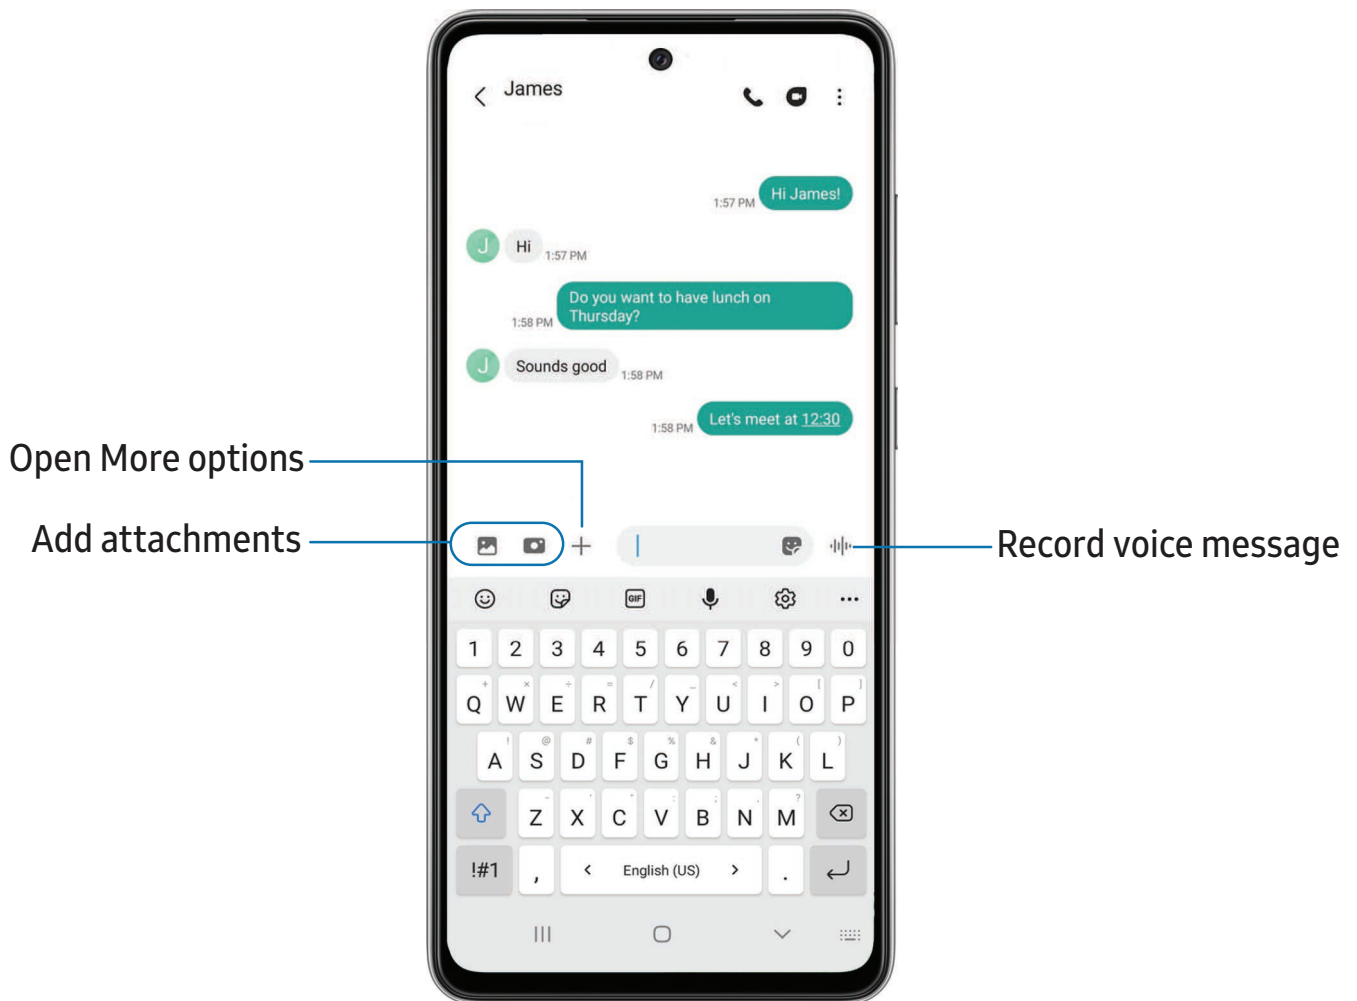 James
Hi James!
1:57 PM
J
Hi
1:57 PM
Do you want to have lunch on
Thursday?
1:58 PM
J
Sounds good
1:58 PM
Let's meet at 12:30
1:58 PM
Open More options
Add attachments
Record voice message
GIF
1 2 3 4 5 6 7 8 9 0
+ × ÷ = / _ < > [ ]
Q W E R T Y U I O P
! @ # $ % & * ( )
A S D F G H J K L
- ' " : ; , ?
Z X C V B N M
!#1 , < English (US) > .